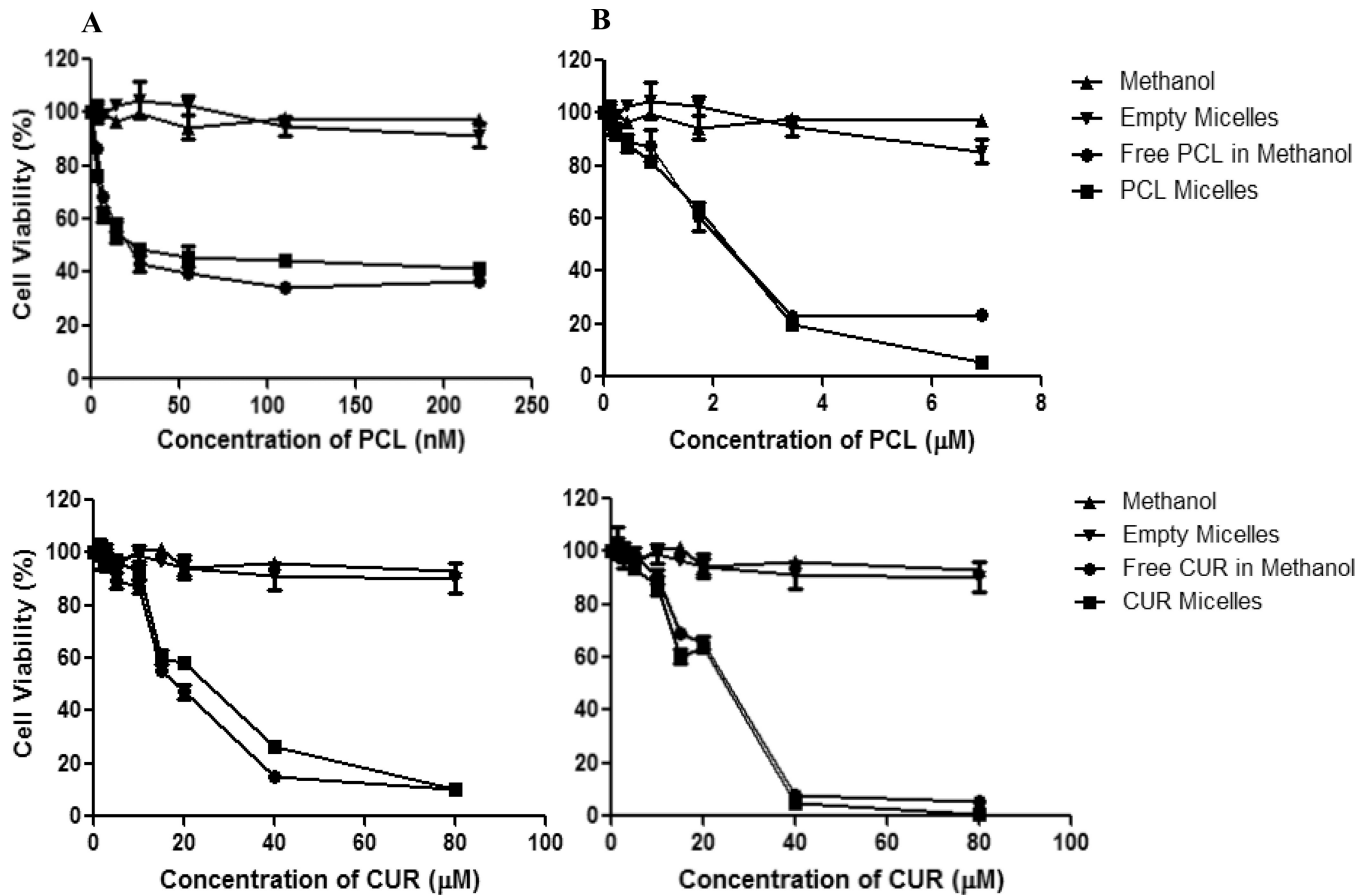 A
B
120
100
80
60
40
20
0
Cell Viability (%)
0 50 100 150 200 250
Concentration of PCL (nM)
120
100
80
60
40
20
0
0 2 4 6 8
Concentration of PCL (μM)
Methanol
Empty Micelles
Free PCL in Methanol
PCL Micelles
120
100
80
60
40
20
0
Cell Viability (%)
0 20 40 60 80 100
Concentration of CUR (μM)
120
100
80
60
40
20
0
0 20 40 60 80 100
Concentration of CUR (μM)
Methanol
Empty Micelles
Free CUR in Methanol
CUR Micelles